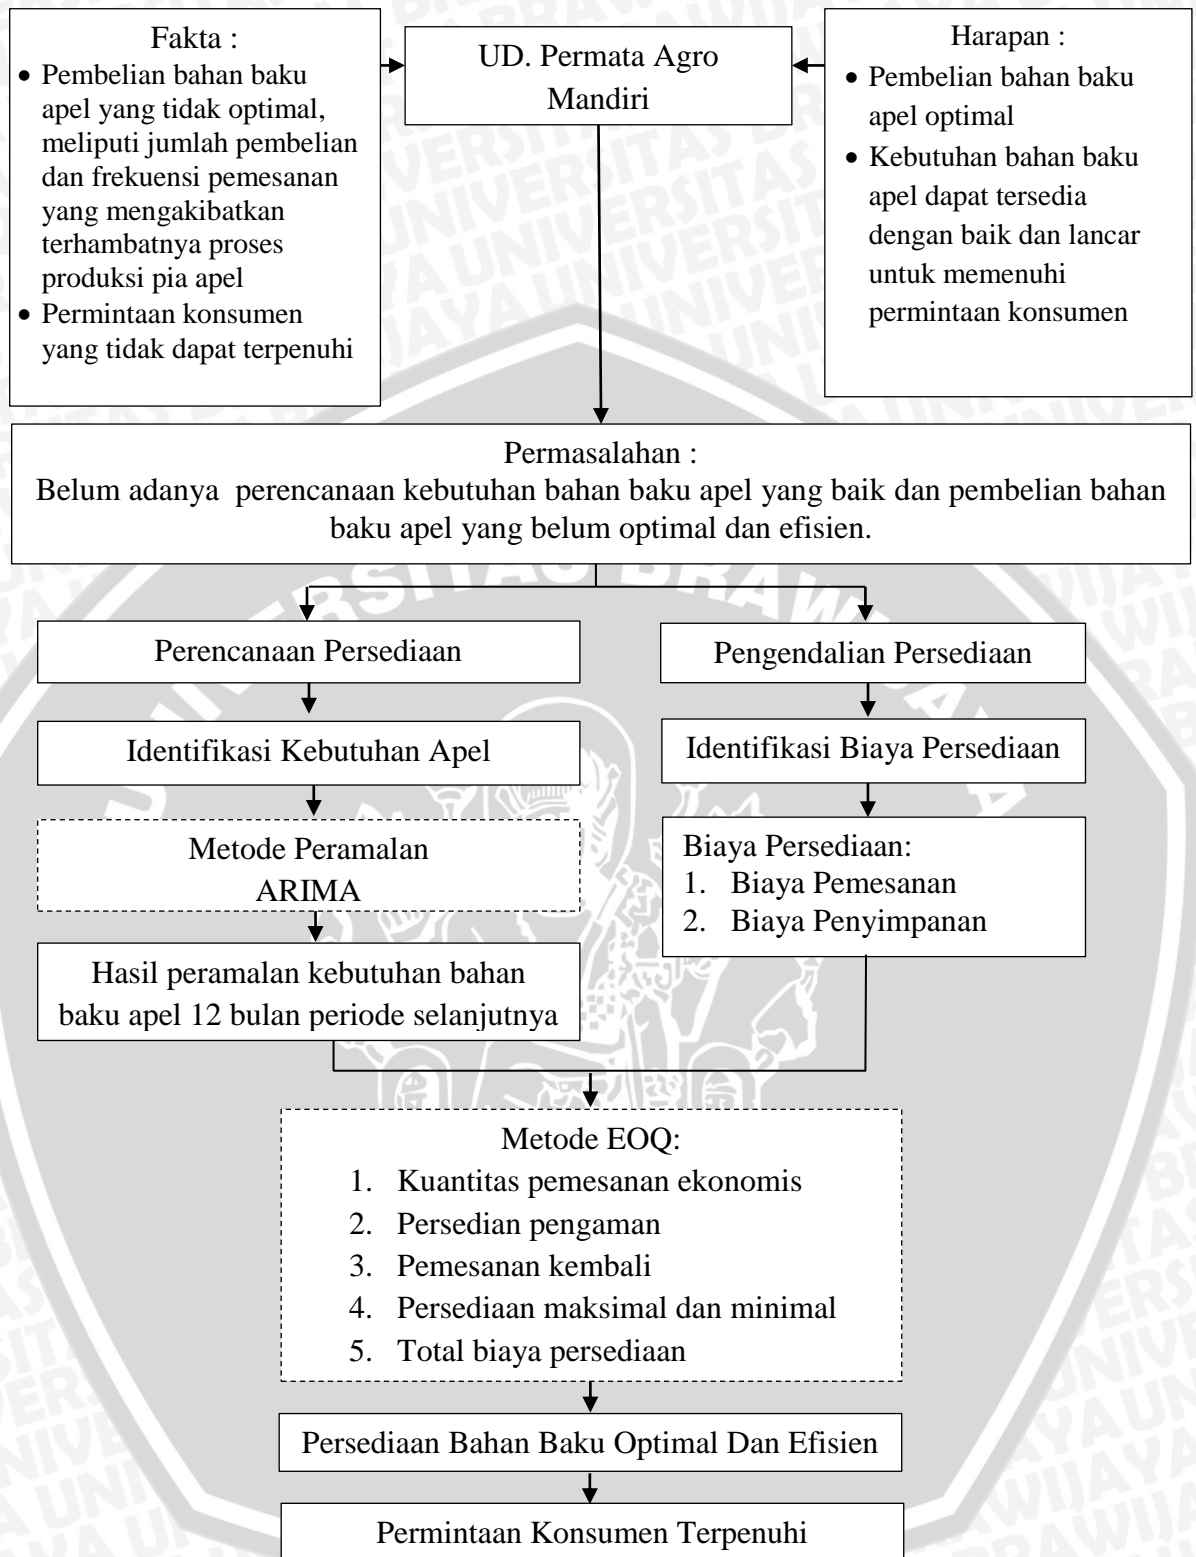 Fakta :
• Pembelian bahan baku
apel yang tidak optimal,
meliputi jumlah pembelian
dan frekuensi pemesanan
yang mengakibatkan
terhambatnya proses
produksi pia apel
• Permintaan konsumen
yang tidak dapat terpenuhi
UD. Permata Agro
Mandiri
Harapan :
• Pembelian bahan baku
apel optimal
• Kebutuhan bahan baku
apel dapat tersedia
dengan baik dan lancar
untuk memenuhi
permintaan konsumen
Permasalahan :
Belum adanya perencanaan kebutuhan bahan baku apel yang baik dan pembelian bahan
baku apel yang belum optimal dan efisien.
Perencanaan Persediaan
Identifikasi Kebutuhan Apel
Metode Peramalan
ARIMA
Hasil peramalan kebutuhan bahan
baku apel 12 bulan periode selanjutnya
Pengendalian Persediaan
Identifikasi Biaya Persediaan
Biaya Persediaan:
1. Biaya Pemesanan
2. Biaya Penyimpanan
Metode EOQ:
1. Kuantitas pemesanan ekonomis
2. Persedian pengaman
3. Pemesanan kembali
4. Persediaan maksimal dan minimal
5. Total biaya persediaan
Persediaan Bahan Baku Optimal Dan Efisien
Permintaan Konsumen Terpenuhi
UNIVERSITAS BRAWIJAYA